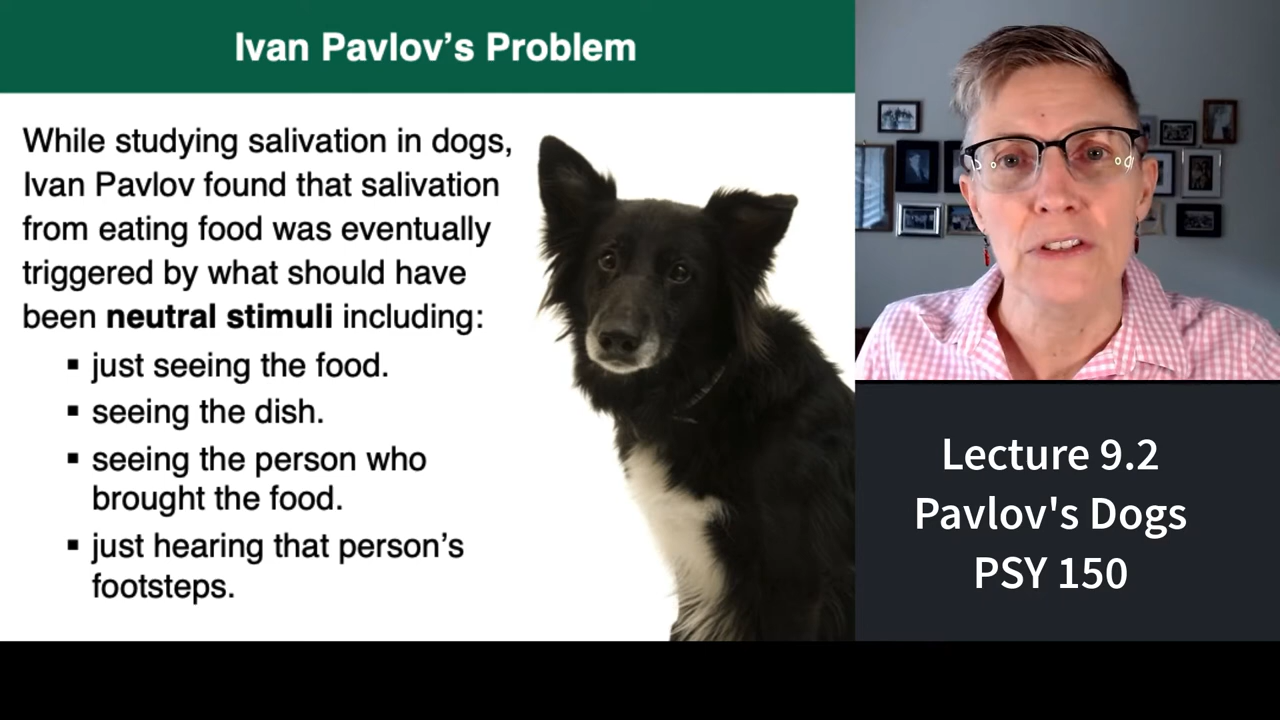 Ivan Pavlov’s Problem
While studying salivation in dogs,
Ivan Pavlov found that salivation
from eating food was eventually
triggered by what should have
been neutral stimuli including:
▪ just seeing the food.
▪ seeing the dish.
▪ seeing the person who
brought the food.
▪ just hearing that person’s
footsteps.
Lecture 9.2
Pavlov's Dogs
PSY 150